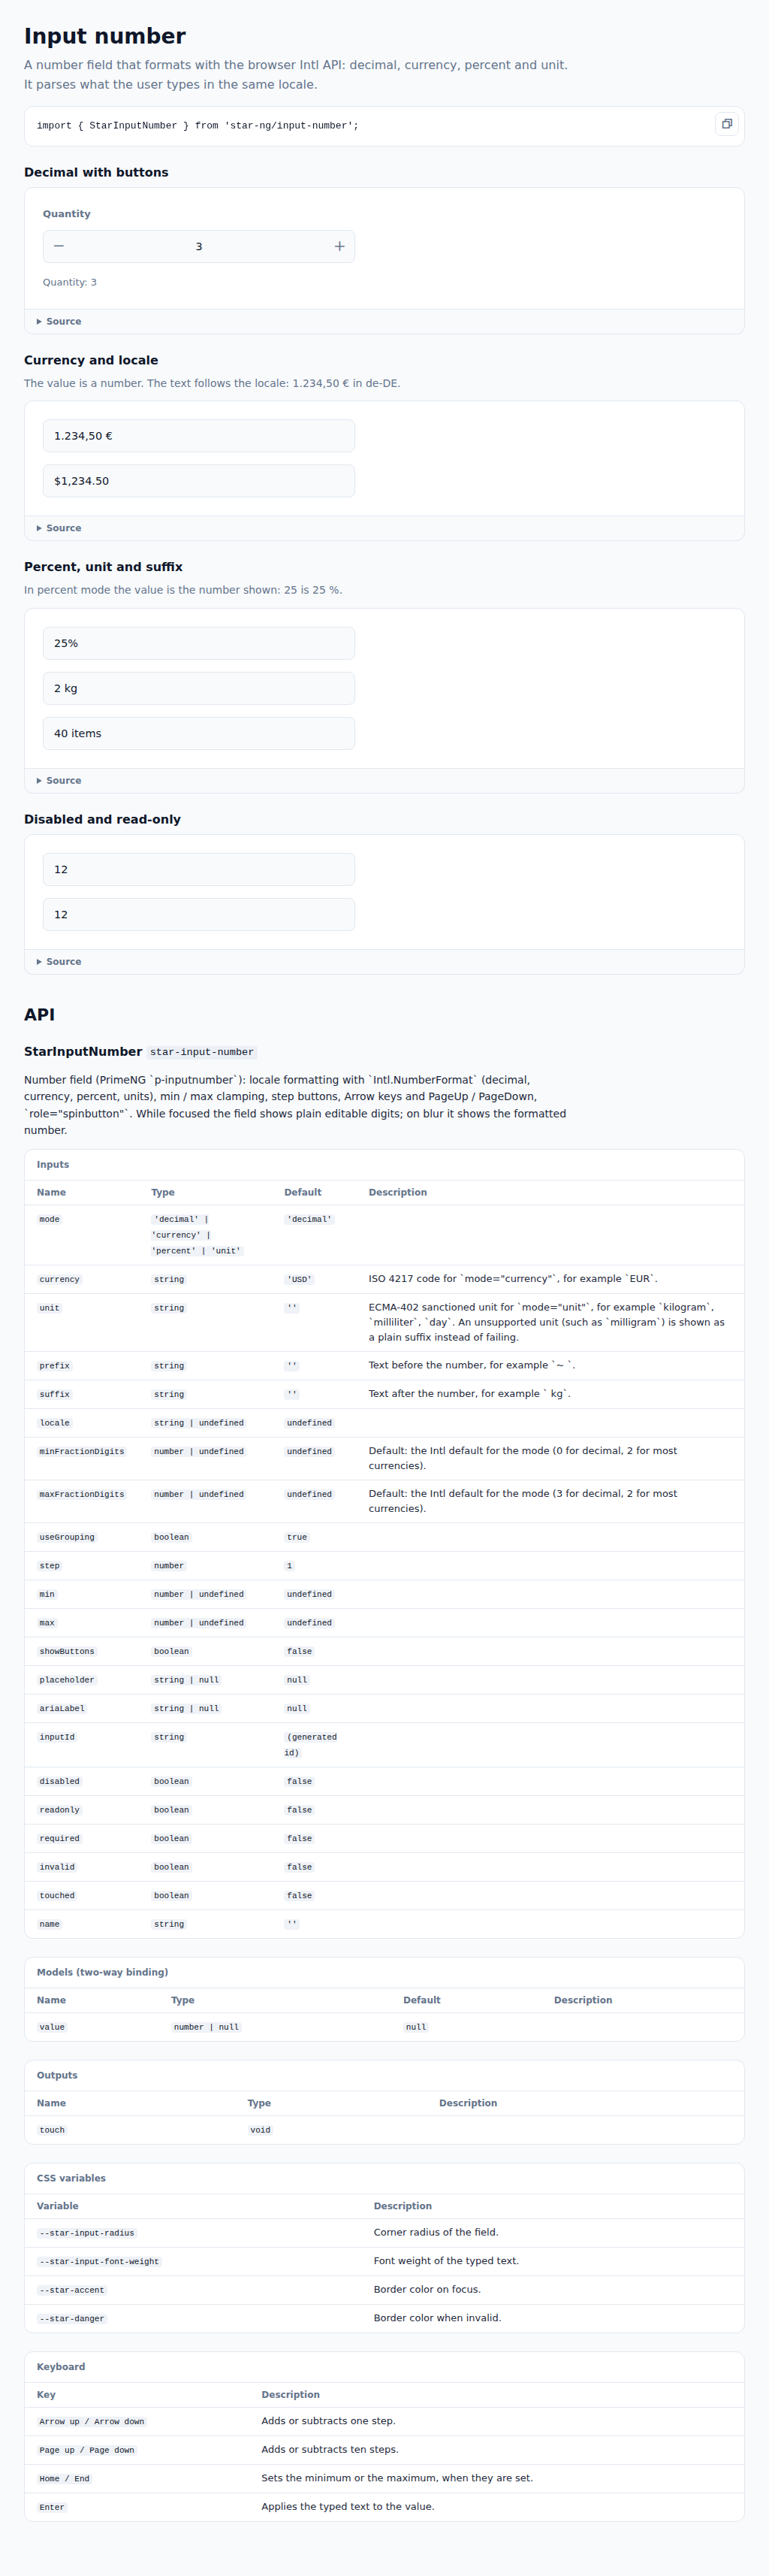 Input number
A number field that formats with the browser Intl API: decimal, currency, percent and unit.
It parses what the user types in the same locale.
import { StarInputNumber } from 'star-ng/input-number';
Decimal with buttons
Quantity
− 3 +
Quantity: 3
Source
Currency and locale
The value is a number. The text follows the locale: 1.234,50 € in de-DE.
1.234,50 €
$1,234.50
Source
Percent, unit and suffix
In percent mode the value is the number shown: 25 is 25 %.
25%
2 kg
40 items
Source
Disabled and read-only
12
12
Source
API
StarInputNumber star-input-number
Number field (PrimeNG `p-inputnumber`): locale formatting with `Intl.NumberFormat` (decimal,
currency, percent, units), min / max clamping, step buttons, Arrow keys and PageUp / PageDown,
`role="spinbutton"`. While focused the field shows plain editable digits; on blur it shows the formatted
number.
Inputs
Name Type Default Description
mode 'decimal' | 'decimal'
'currency' |
'percent' | 'unit'
currency string 'USD' ISO 4217 code for `mode="currency"`, for example `EUR`.
unit string '' ECMA-402 sanctioned unit for `mode="unit"`, for example `kilogram`,
`milliliter`, `day`. An unsupported unit (such as `milligram`) is shown as
a plain suffix instead of failing.
prefix string '' Text before the number, for example `~ `.
suffix string '' Text after the number, for example ` kg`.
locale string | undefined undefined
minFractionDigits number | undefined undefined Default: the Intl default for the mode (0 for decimal, 2 for most
currencies).
maxFractionDigits number | undefined undefined Default: the Intl default for the mode (3 for decimal, 2 for most
currencies).
useGrouping boolean true
step number 1
min number | undefined undefined
max number | undefined undefined
showButtons boolean false
placeholder string | null null
ariaLabel string | null null
inputId string (generated
id)
disabled boolean false
readonly boolean false
required boolean false
invalid boolean false
touched boolean false
name string ''
Models (two-way binding)
Name Type Default Description
value number | null null
Outputs
Name Type Description
touch void
CSS variables
Variable Description
--star-input-radius Corner radius of the field.
--star-input-font-weight Font weight of the typed text.
--star-accent Border color on focus.
--star-danger Border color when invalid.
Keyboard
Key Description
Arrow up / Arrow down Adds or subtracts one step.
Page up / Page down Adds or subtracts ten steps.
Home / End Sets the minimum or the maximum, when they are set.
Enter Applies the typed text to the value.